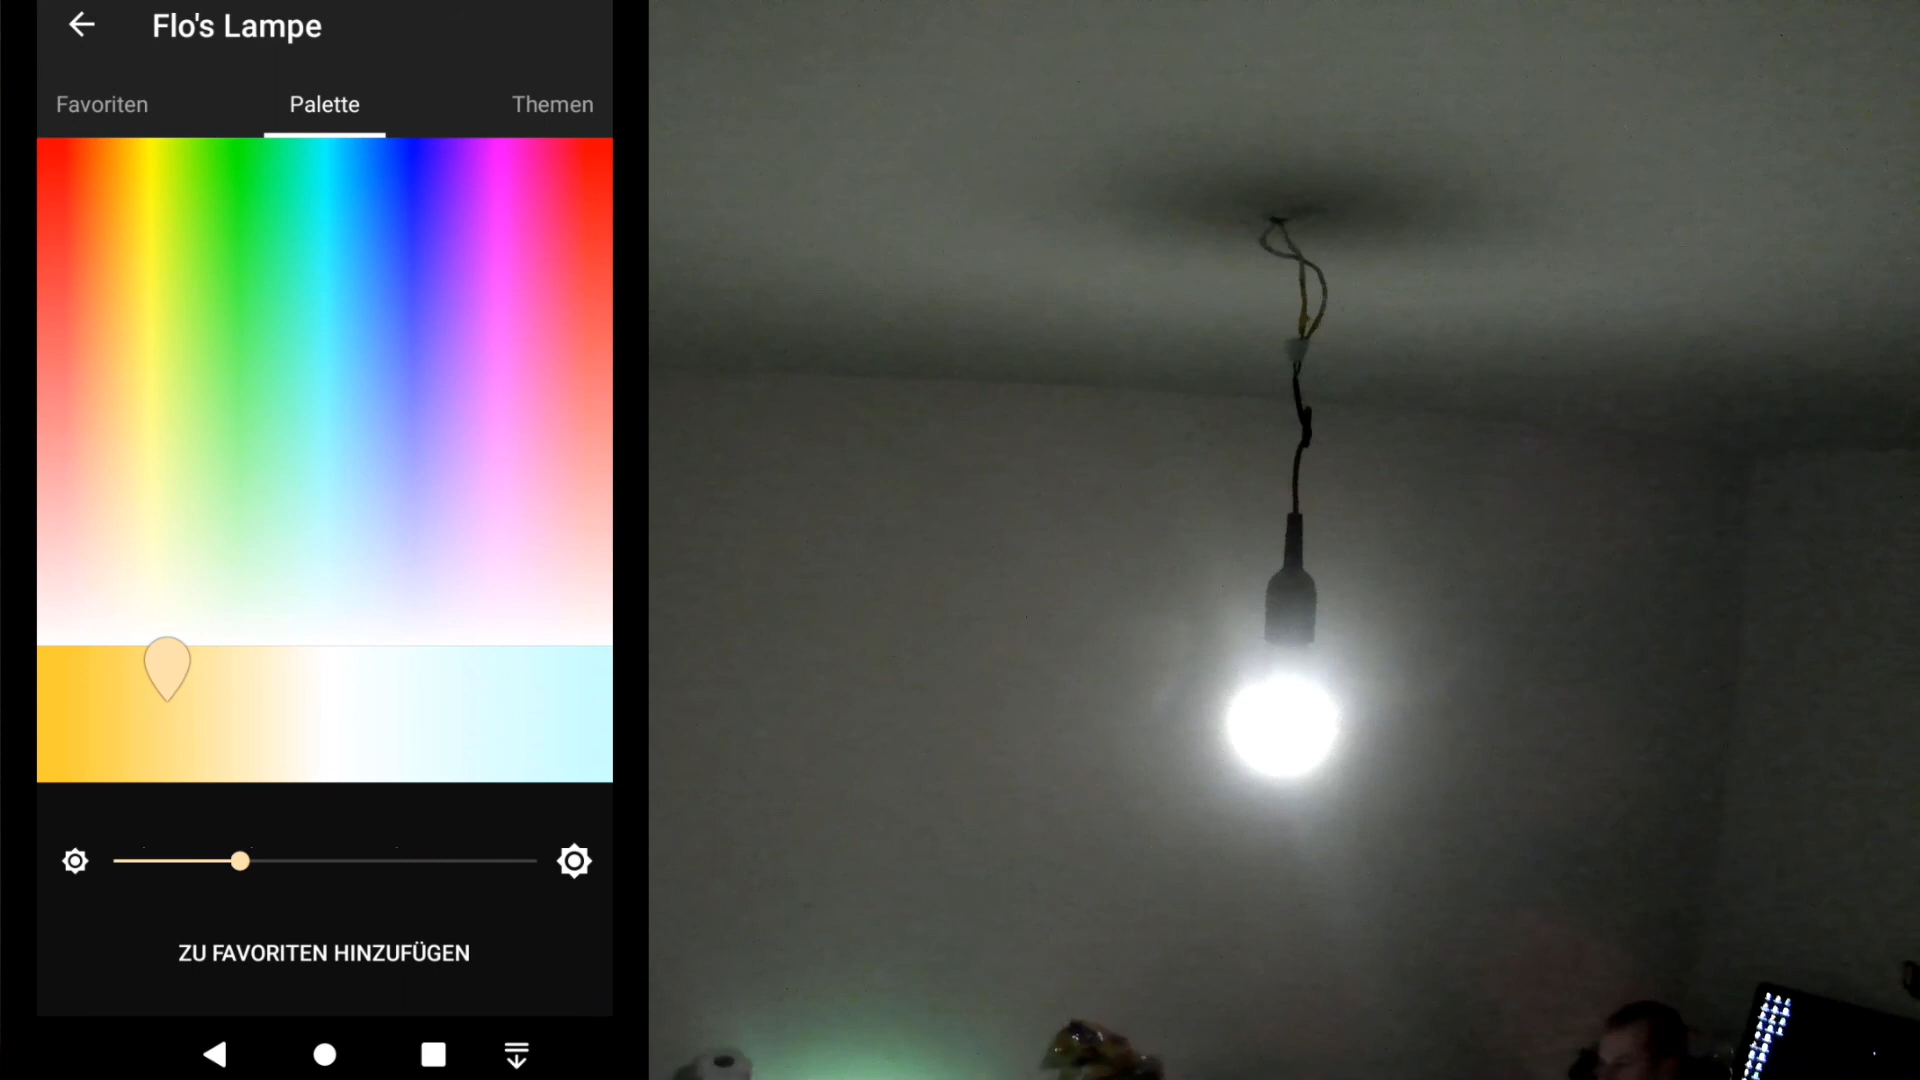 Flo's Lampe
Favoriten
Palette
Themen
ZU FAVORITEN HINZUFÜGEN